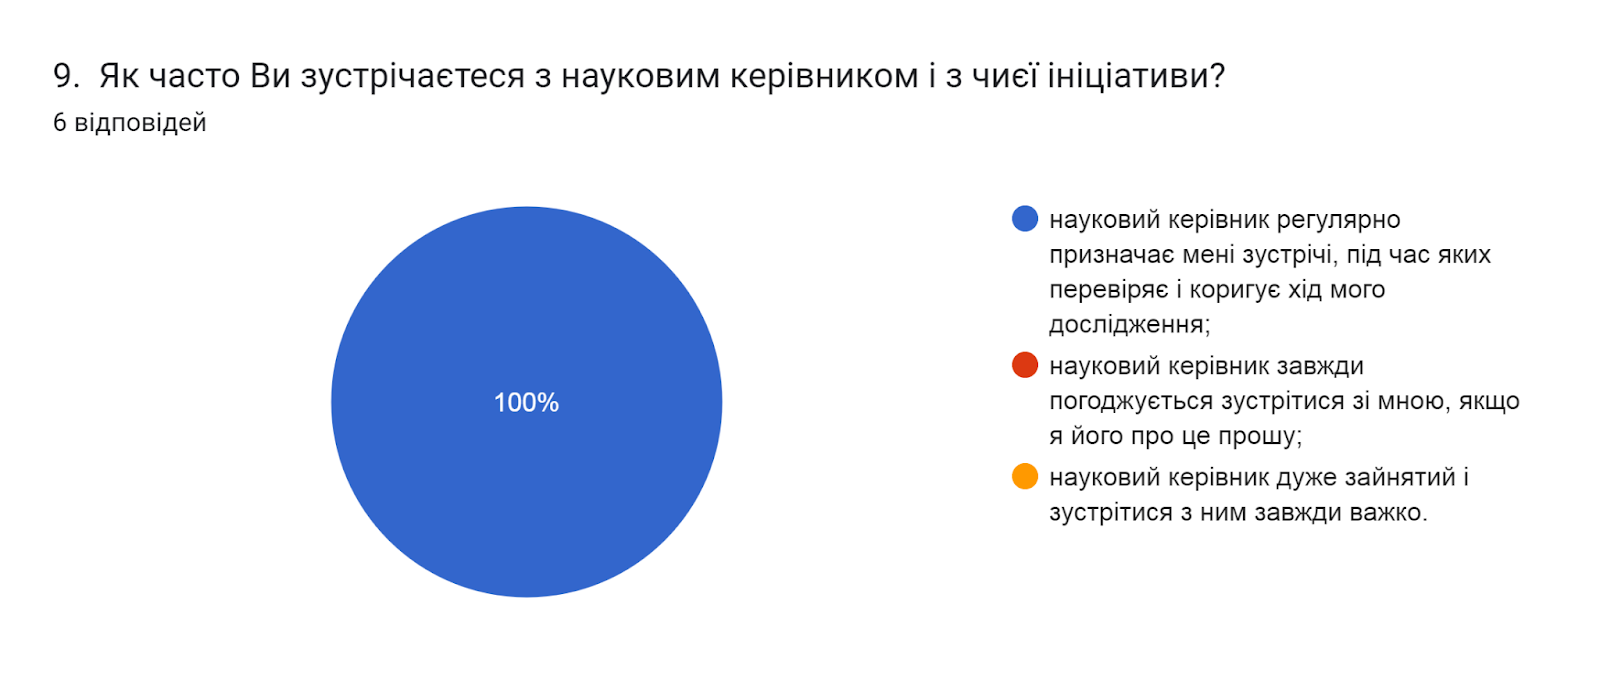 9. Як часто Ви зустрічаєтеся з науковим керівником і з чиєї ініціативи?
6 відповідей
100%
науковий керівник регулярно
призначає мені зустрічі, під час яких
перевіряє і коригує хід мого
дослідження;
науковий керівник завжди
погоджується зустрітися зі мною, якщо
я його про це прошу;
науковий керівник дуже зайнятий і
зустрітися з ним завжди важко.